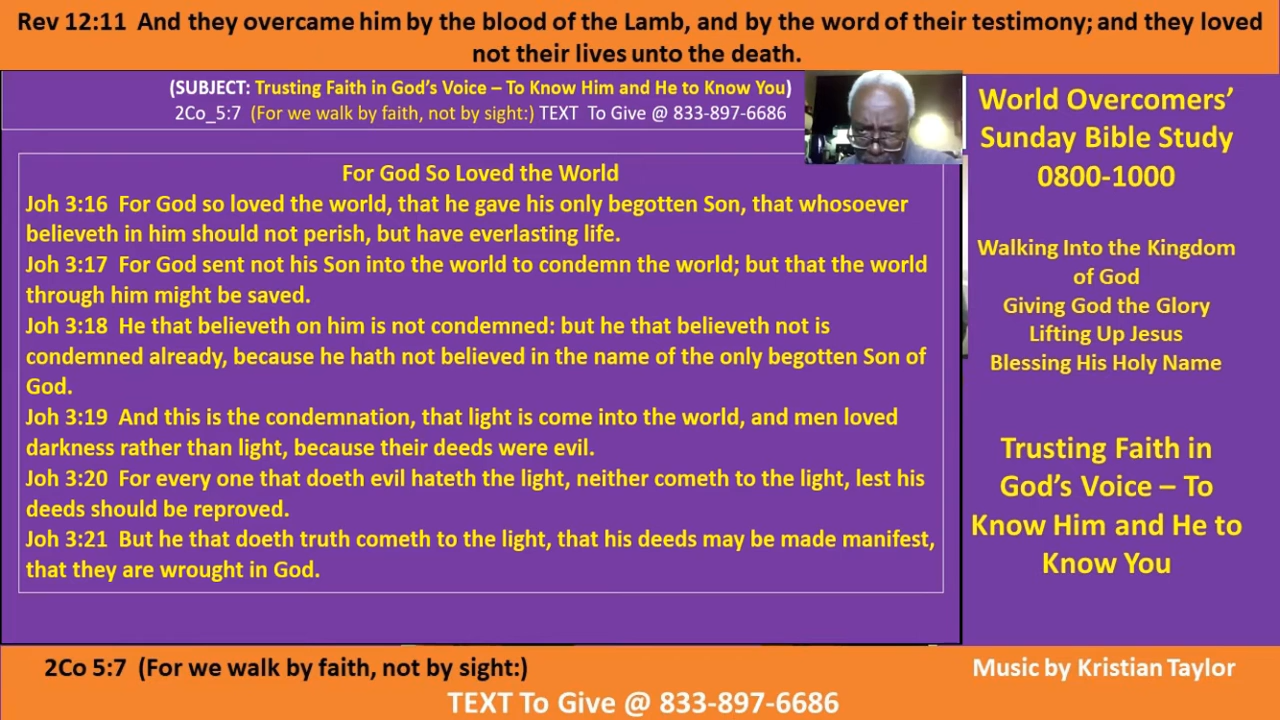 Rev 12:11  And they overcame him by the blood of the Lamb, and by the word of their testimony; and they loved
not their lives unto the death.
(SUBJECT: Trusting Faith in God's Voice – To Know Him and He to Know You)
2Co_5:7  (For we walk by faith, not by sight:) TEXT  To Give @ 833-897-6686
For God So Loved the World
Joh 3:16  For God so loved the world, that he gave his only begotten Son, that whosoever
believeth in him should not perish, but have everlasting life.
Joh 3:17  For God sent not his Son into the world to condemn the world; but that the world
through him might be saved.
Joh 3:18  He that believeth on him is not condemned: but he that believeth not is
condemned already, because he hath not believed in the name of the only begotten Son of
God.
Joh 3:19  And this is the condemnation, that light is come into the world, and men loved
darkness rather than light, because their deeds were evil.
Joh 3:20  For every one that doeth evil hateth the light, neither cometh to the light, lest his
deeds should be reproved.
Joh 3:21  But he that doeth truth cometh to the light, that his deeds may be made manifest,
that they are wrought in God.
World Overcomers'
Sunday Bible Study
0800-1000
Walking Into the Kingdom
of God
Giving God the Glory
Lifting Up Jesus
Blessing His Holy Name
Trusting Faith in
God's Voice – To
Know Him and He to
Know You
2Co 5:7  (For we walk by faith, not by sight:)
Music by Kristian Taylor
TEXT To Give @ 833-897-6686